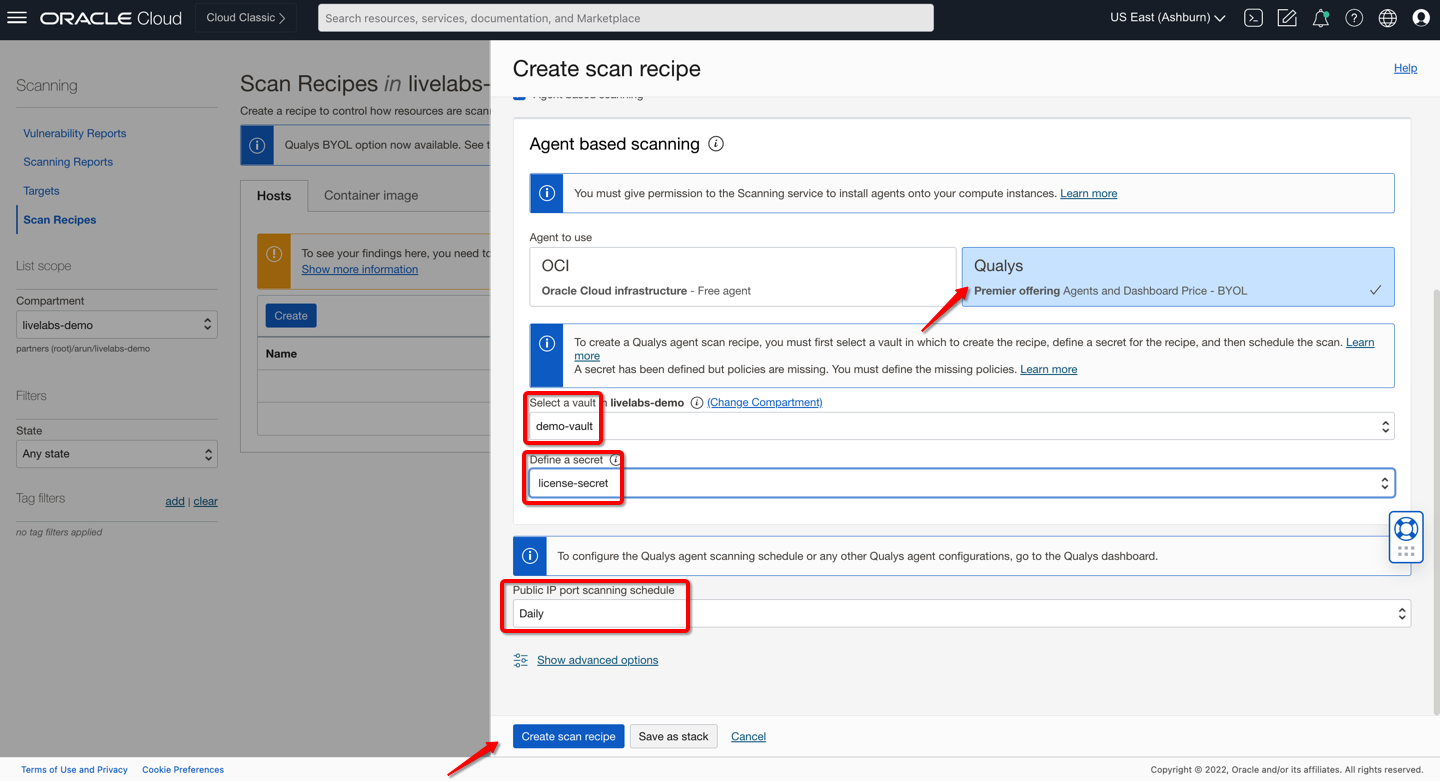 ORACLE Cloud
Cloud Classic
Search resources, services, documentation, and Marketplace
US East (Ashburn)
Scanning
Vulnerability Reports
Scanning Reports
Targets
Scan Recipes
List scope
Compartment
livelabs-demo
partners (root)/arun/livelabs-demo
Filters
State
Any state
Tag filters
add | clear
no tag filters applied
Scan Recipes in livelabs-
Create a recipe to control how resources are scan
Qualys BYOL option now available. See t
Hosts
Container image
To see your findings here, you need to
Show more information
Create
Name
Create scan recipe
Help
Agent based scanning
Agent based scanning
You must give permission to the Scanning service to install agents onto your compute instances. Learn more
Agent to use
OCI
Oracle Cloud infrastructure - Free agent
Qualys
Premier offering Agents and Dashboard Price - BYOL
To create a Qualys agent scan recipe, you must first select a vault in which to create the recipe, define a secret for the recipe, and then schedule the scan. Learn
more
A secret has been defined but policies are missing. You must define the missing policies. Learn more
Select a vault in livelabs-demo (Change Compartment)
demo-vault
Define a secret
license-secret
To configure the Qualys agent scanning schedule or any other Qualys agent configurations, go to the Qualys dashboard.
Public IP port scanning schedule
Daily
Show advanced options
Create scan recipe
Save as stack
Cancel
Terms of Use and Privacy
Cookie Preferences
Copyright © 2022, Oracle and/or its affiliates. All rights reserved.